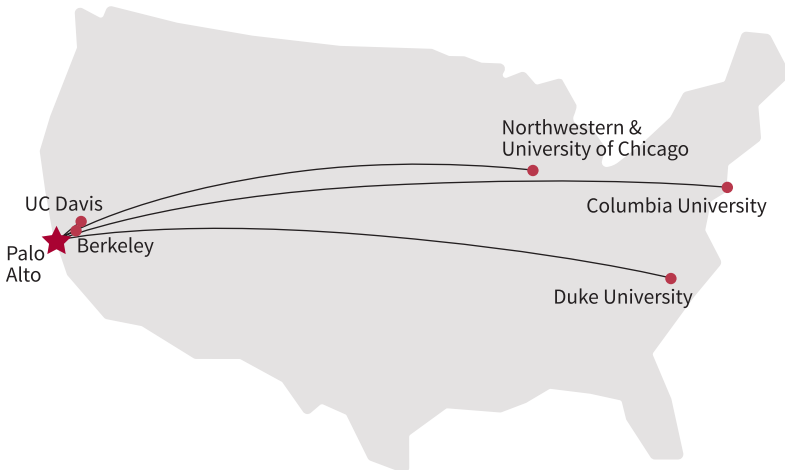 Northwestern &
University of Chicago
UC Davis
Columbia University
Berkeley
Palo
Alto
Duke University